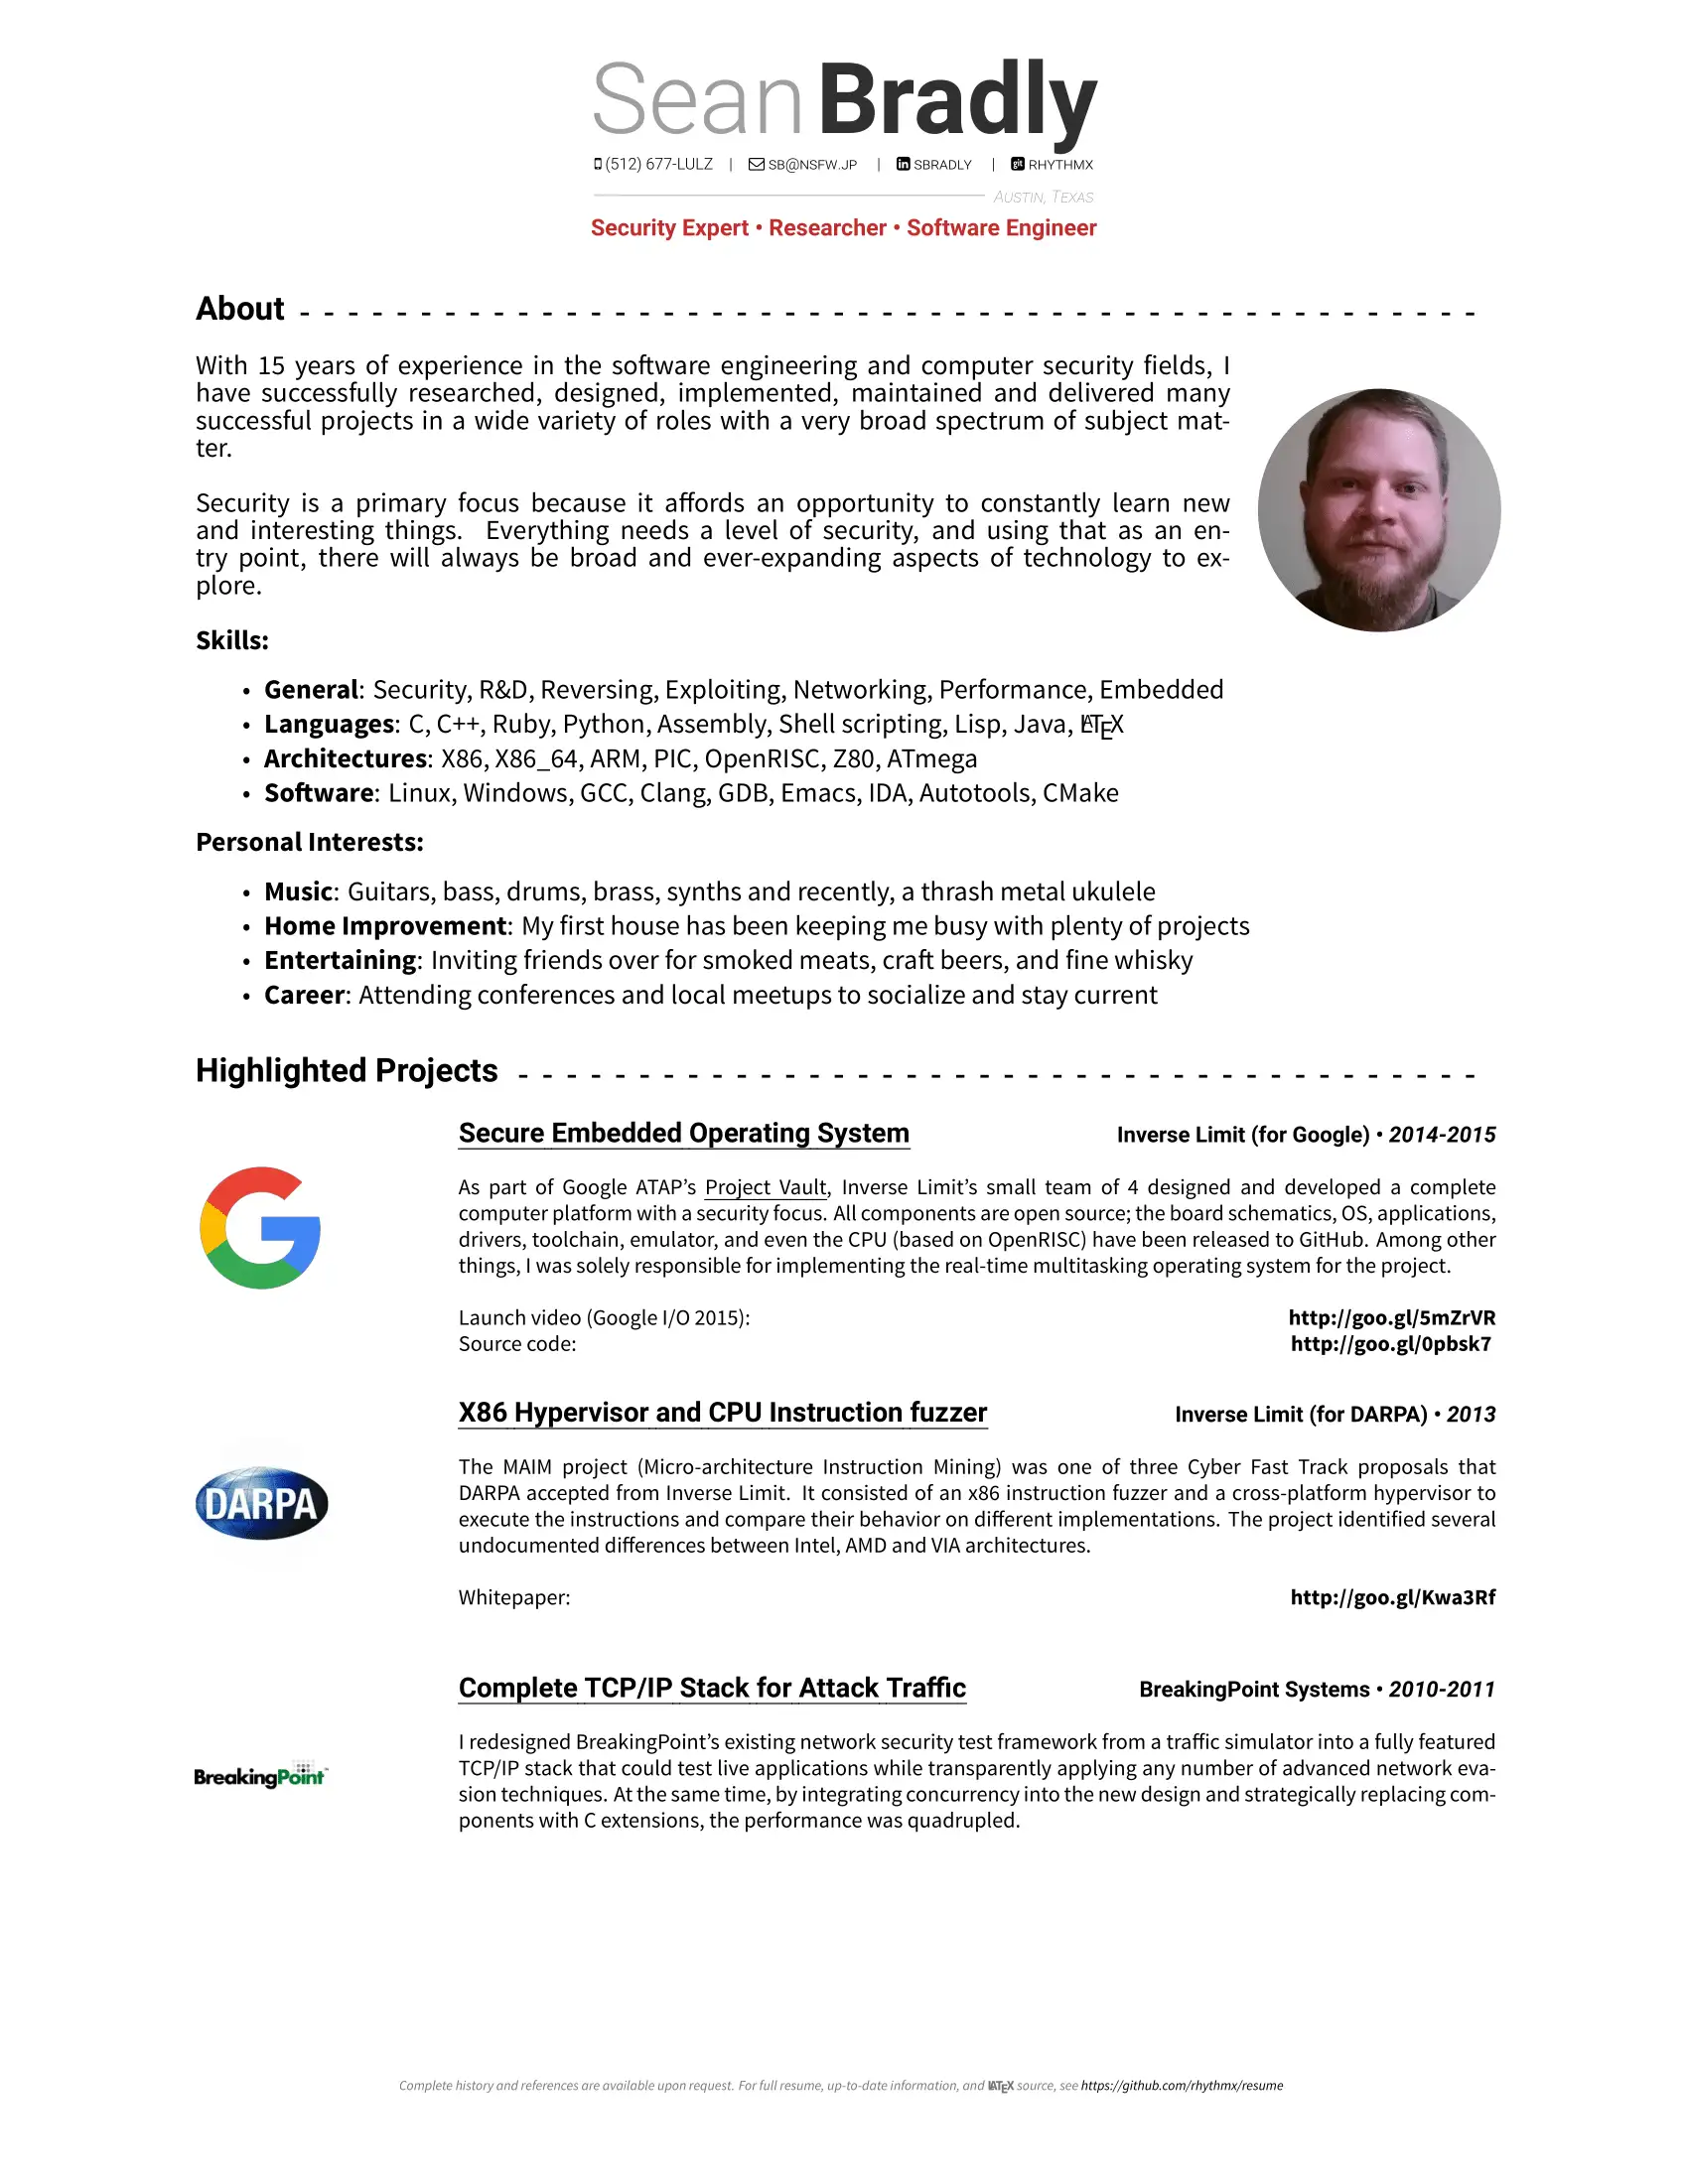 Sean Bradly
(512) 677-LULZ | SB@NSFW.JP | SBRADLY | RHYTHMX
Austin, Texas
Security Expert • Researcher • Software Engineer
About
With 15 years of experience in the software engineering and computer security fields, I
have successfully researched, designed, implemented, maintained and delivered many
successful projects in a wide variety of roles with a very broad spectrum of subject mat-
ter.
Security is a primary focus because it affords an opportunity to constantly learn new
and interesting things. Everything needs a level of security, and using that as an en-
try point, there will always be broad and ever-expanding aspects of technology to ex-
plore.
Skills:
• General: Security, R&D, Reversing, Exploiting, Networking, Performance, Embedded
• Languages: C, C++, Ruby, Python, Assembly, Shell scripting, Lisp, Java, LATEX
• Architectures: X86, X86_64, ARM, PIC, OpenRISC, Z80, ATmega
• Software: Linux, Windows, GCC, Clang, GDB, Emacs, IDA, Autotools, CMake
Personal Interests:
• Music: Guitars, bass, drums, brass, synths and recently, a thrash metal ukulele
• Home Improvement: My first house has been keeping me busy with plenty of projects
• Entertaining: Inviting friends over for smoked meats, craft beers, and fine whisky
• Career: Attending conferences and local meetups to socialize and stay current
Highlighted Projects
Secure Embedded Operating System Inverse Limit (for Google) • 2014-2015
As part of Google ATAP's Project Vault, Inverse Limit's small team of 4 designed and developed a complete
computer platform with a security focus. All components are open source; the board schematics, OS, applications,
drivers, toolchain, emulator, and even the CPU (based on OpenRISC) have been released to GitHub. Among other
things, I was solely responsible for implementing the real-time multitasking operating system for the project.
Launch video (Google I/O 2015): http://goo.gl/5mZrVR
Source code: http://goo.gl/0pbsk7
X86 Hypervisor and CPU Instruction fuzzer Inverse Limit (for DARPA) • 2013
DARPA
The MAIM project (Micro-architecture Instruction Mining) was one of three Cyber Fast Track proposals that
DARPA accepted from Inverse Limit. It consisted of an x86 instruction fuzzer and a cross-platform hypervisor to
execute the instructions and compare their behavior on different implementations. The project identified several
undocumented differences between Intel, AMD and VIA architectures.
Whitepaper: http://goo.gl/Kwa3Rf
Complete TCP/IP Stack for Attack Traffic BreakingPoint Systems • 2010-2011
BreakingPoint
I redesigned BreakingPoint's existing network security test framework from a traffic simulator into a fully featured
TCP/IP stack that could test live applications while transparently applying any number of advanced network eva-
sion techniques. At the same time, by integrating concurrency into the new design and strategically replacing com-
ponents with C extensions, the performance was quadrupled.
Complete history and references are available upon request. For full resume, up-to-date information, and LATEX source, see https://github.com/rhythmx/resume